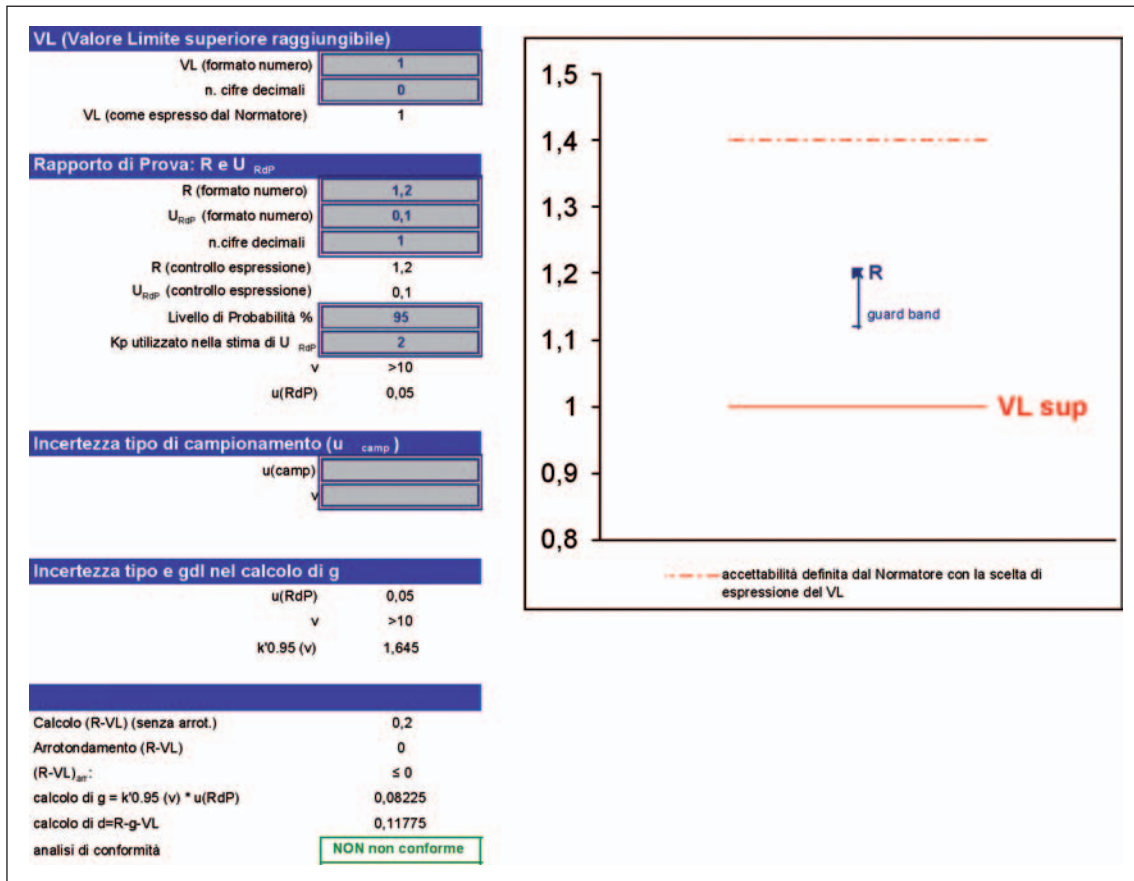 VL (Valore Limite superiore raggiungibile)
VL (formato numero) 1
n. cifre decimali 0
VL (come espresso dal Normatore) 1
Rapporto di Prova: R e U RdP
R (formato numero) 1,2
URdP (formato numero) 0,1
n.cifre decimali 1
R (controllo espressione) 1,2
URdP (controllo espressione) 0,1
Livello di Probabilità % 95
Kp utilizzato nella stima di U RdP 2
ν >10
u(RdP) 0,05
Incertezza tipo di campionamento (u camp)
u(camp)
ν
Incertezza tipo e gdl nel calcolo di g
u(RdP) 0,05
ν >10
k'0.95 (ν) 1,645
Calcolo (R-VL) (senza arrot.) 0,2
Arrotondamento (R-VL) 0
(R-VL)arr: ≤ 0
calcolo di g = k'0.95 (ν) * u(RdP) 0,08225
calcolo di d=R-g-VL 0,11775
analisi di conformità NON non conforme
1,5
1,4
1,3
1,2
R
guard band
1,1
1
VL sup
0,9
0,8
accettabilità definita dal Normatore con la scelta di
espressione del VL